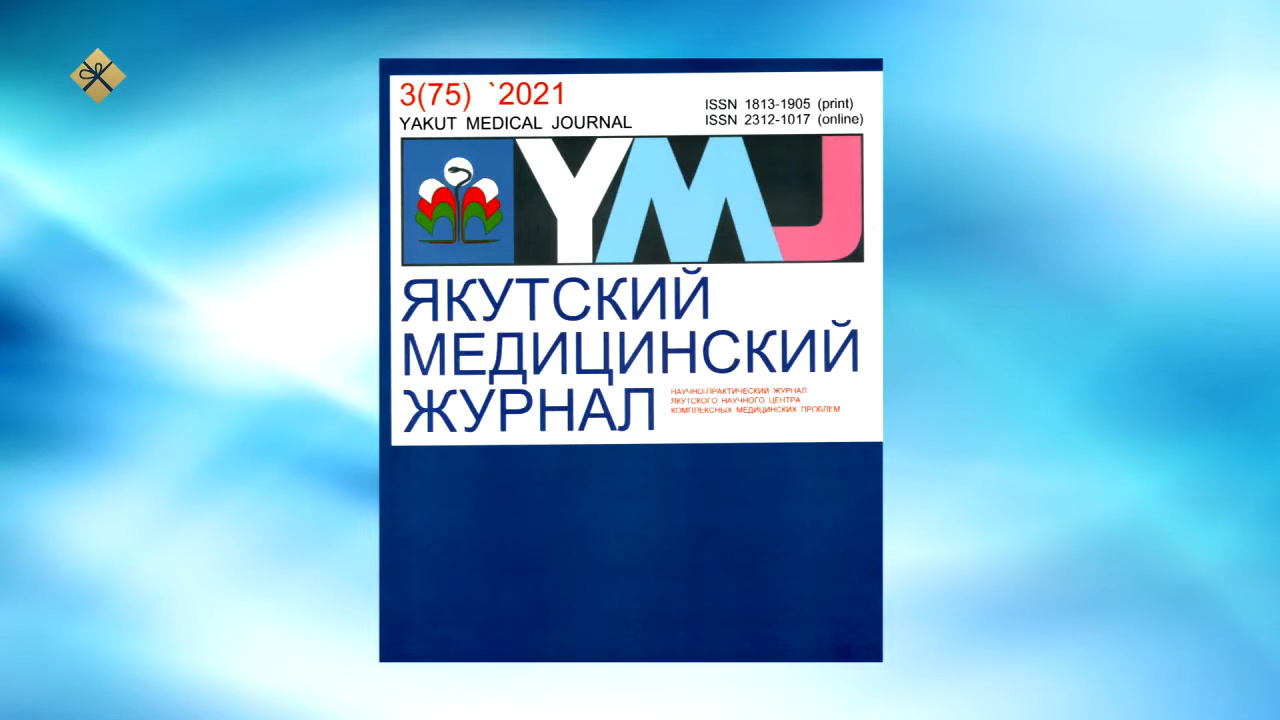 3(75) `2021
YAKUT MEDICAL JOURNAL
ISSN 1813-1905 (print)
ISSN 2312-1017 (online)
YMJ
ЯКУТСКИЙ
МЕДИЦИНСКИЙ
ЖУРНАЛ
НАУЧНО-ПРАКТИЧЕСКИЙ ЖУРНАЛ
ЯКУТСКОГО НАУЧНОГО ЦЕНТРА
КОМПЛЕКСНЫХ МЕДИЦИНСКИХ ПРОБЛЕМ